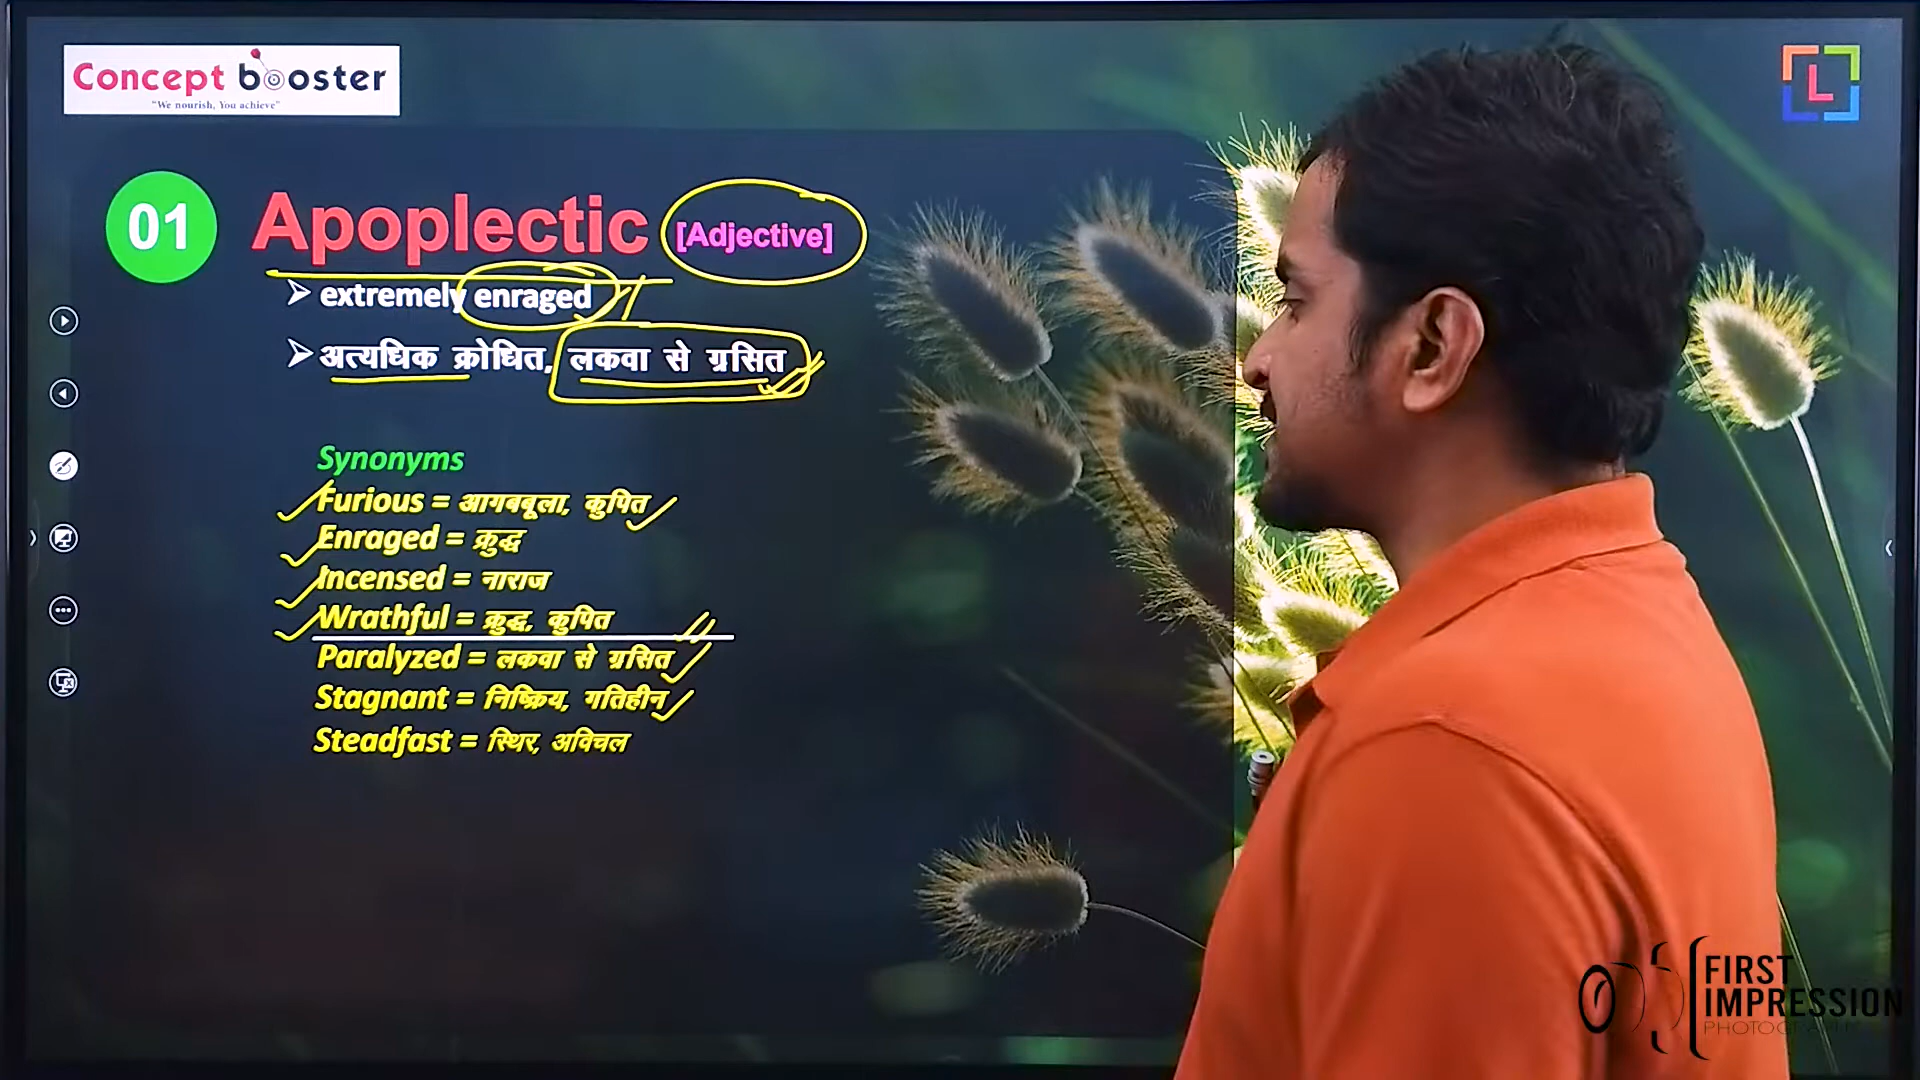 Concept booster
"We nourish, You achieve"
L
01
Apoplectic [Adjective]
extremely enraged
अत्यधिक क्रोधित, लकवा से ग्रसित
Synonyms
Furious = आगबबूला, कुपित
Enraged = क्रुद्ध
Incensed = नाराज
Wrathful = क्रुद्ध, कुपित
Paralyzed = लकवा से ग्रसित
Stagnant = निष्क्रिय, गतिहीन
Steadfast = स्थिर, अविचल
FIRST
IMPRESSION
PHOTOGRAPHY